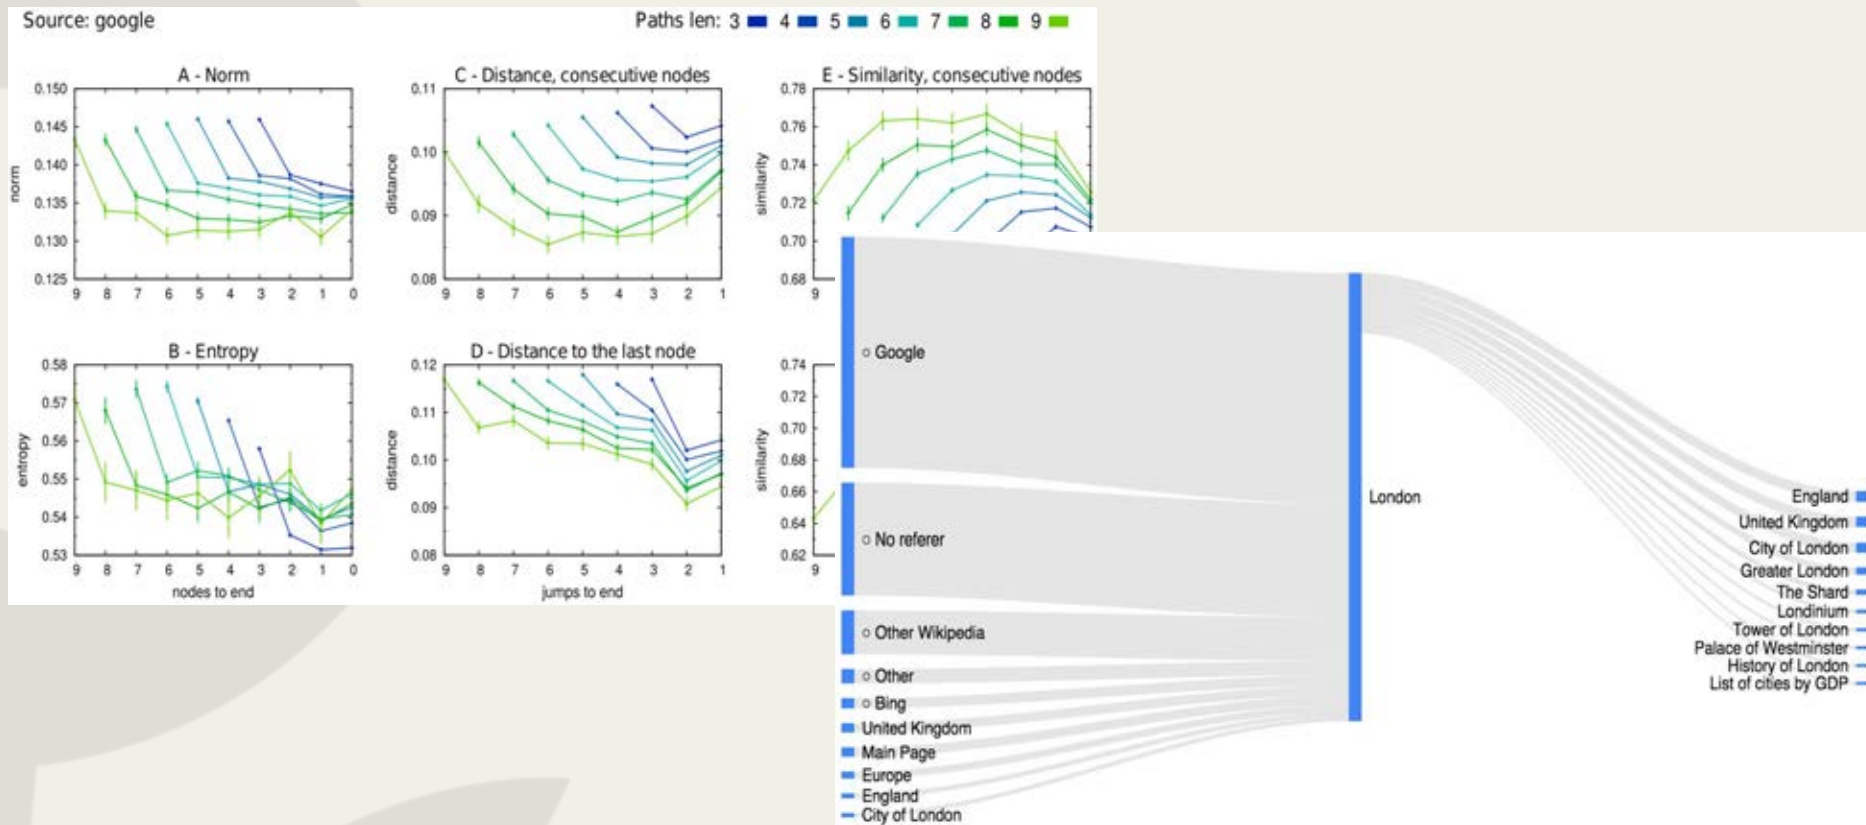 Source: google
Paths len: 3 4 5 6 7 8 9
A - Norm
0.150
0.145
0.140
0.135
0.130
0.125
norm
9 8 7 6 5 4 3 2 1 0
C - Distance, consecutive nodes
0.11
0.10
0.09
0.08
distance
9 8 7 6 5 4 3 2 1
E - Similarity, consecutive nodes
0.78
0.76
0.74
0.72
0.70
0.68
similarity
9
B - Entropy
0.58
0.57
0.56
0.55
0.54
0.53
entropy
9 8 7 6 5 4 3 2 1 0
nodes to end
D - Distance to the last node
0.12
0.11
0.10
0.09
0.08
distance
9 8 7 6 5 4 3 2 1
jumps to end
0.74
0.72
0.70
0.68
0.66
0.64
0.62
similarity
9
Google
No referer
Other Wikipedia
Other
Bing
United Kingdom
Main Page
Europe
England
City of London
London
England
United Kingdom
City of London
Greater London
The Shard
Londinium
Tower of London
Palace of Westminster
History of London
List of cities by GDP